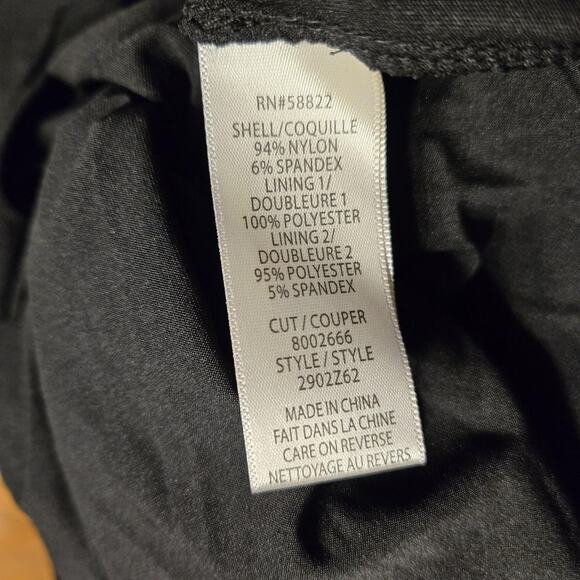 RN#58822
SHELL/COQUILLE
94% NYLON
6% SPANDEX
LINING 1/
DOUBLEURE 1
100% POLYESTER
LINING 2/
DOUBLEURE 2
95% POLYESTER
5% SPANDEX
CUT / COUPER
8002666
STYLE / STYLE
2902Z62
MADE IN CHINA
FAIT DANS LA CHINE
CARE ON REVERSE
NETTOYAGE AU REVERS